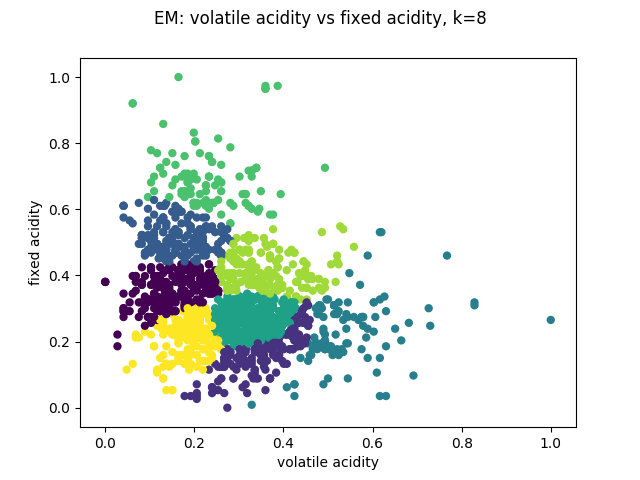 EM: volatile acidity vs fixed acidity, k=8
1.0
0.8
0.6
0.4
0.2
0.0
fixed acidity
0.0 0.2 0.4 0.6 0.8 1.0
volatile acidity